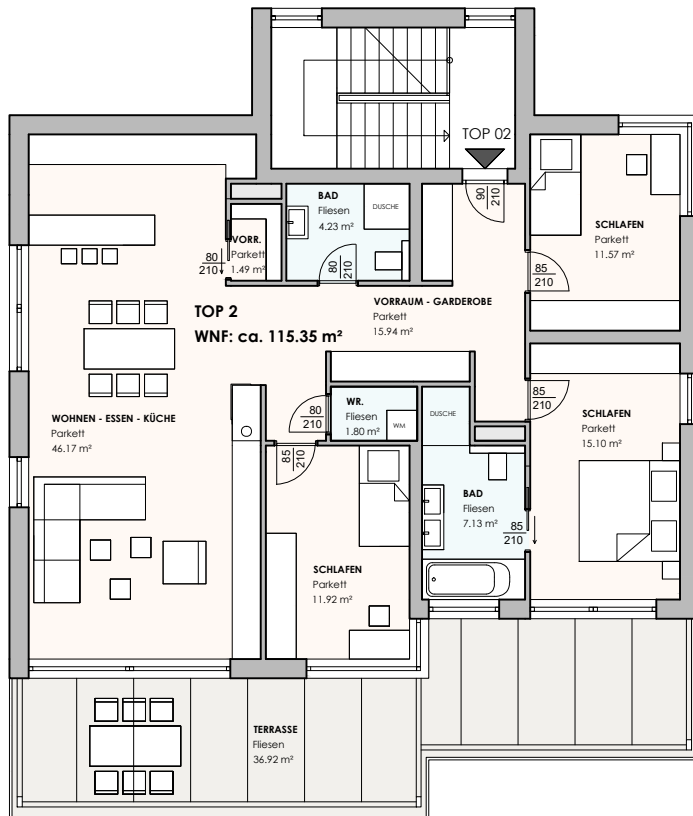 TOP 02
90
210
BAD
Fliesen
4.23 m²
DUSCHE
80
210
VORR.
Parkett
1.49 m²
80
210
SCHLAFEN
Parkett
11.57 m²
85
210
TOP 2
WNF: ca. 115.35 m²
VORRAUM - GARDEROBE
Parkett
15.94 m²
WOHNEN - ESSEN - KÜCHE
Parkett
46.17 m²
80
210
WR.
Fliesen
1.80 m²
W.M.
DUSCHE
85
210
SCHLAFEN
Parkett
15.10 m²
85
210
BAD
Fliesen
7.13 m²
85
210
SCHLAFEN
Parkett
11.92 m²
TERRASSE
Fliesen
36.92 m²